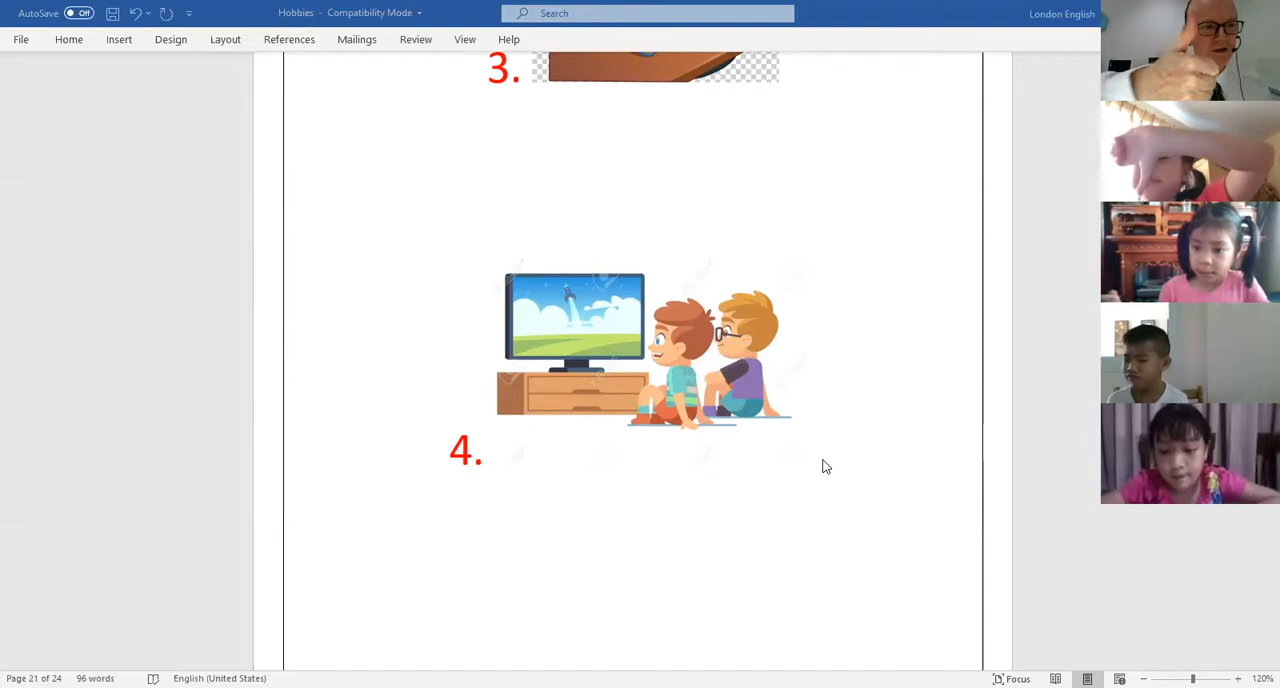 AutoSave Off
Hobbies - Compatibility Mode
Search
London English
File Home Insert Design Layout References Mailings Review View Help
3.
4.
Page 21 of 24 96 words English (United States) Focus 120%